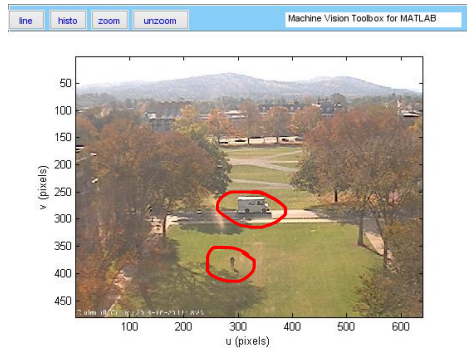 line histo zoom unzoom Machine Vision Toolbox for MATLAB
50
100
150
200
250
300
350
400
450
v (pixels)
100 200 300 400 500 600
u (pixels)